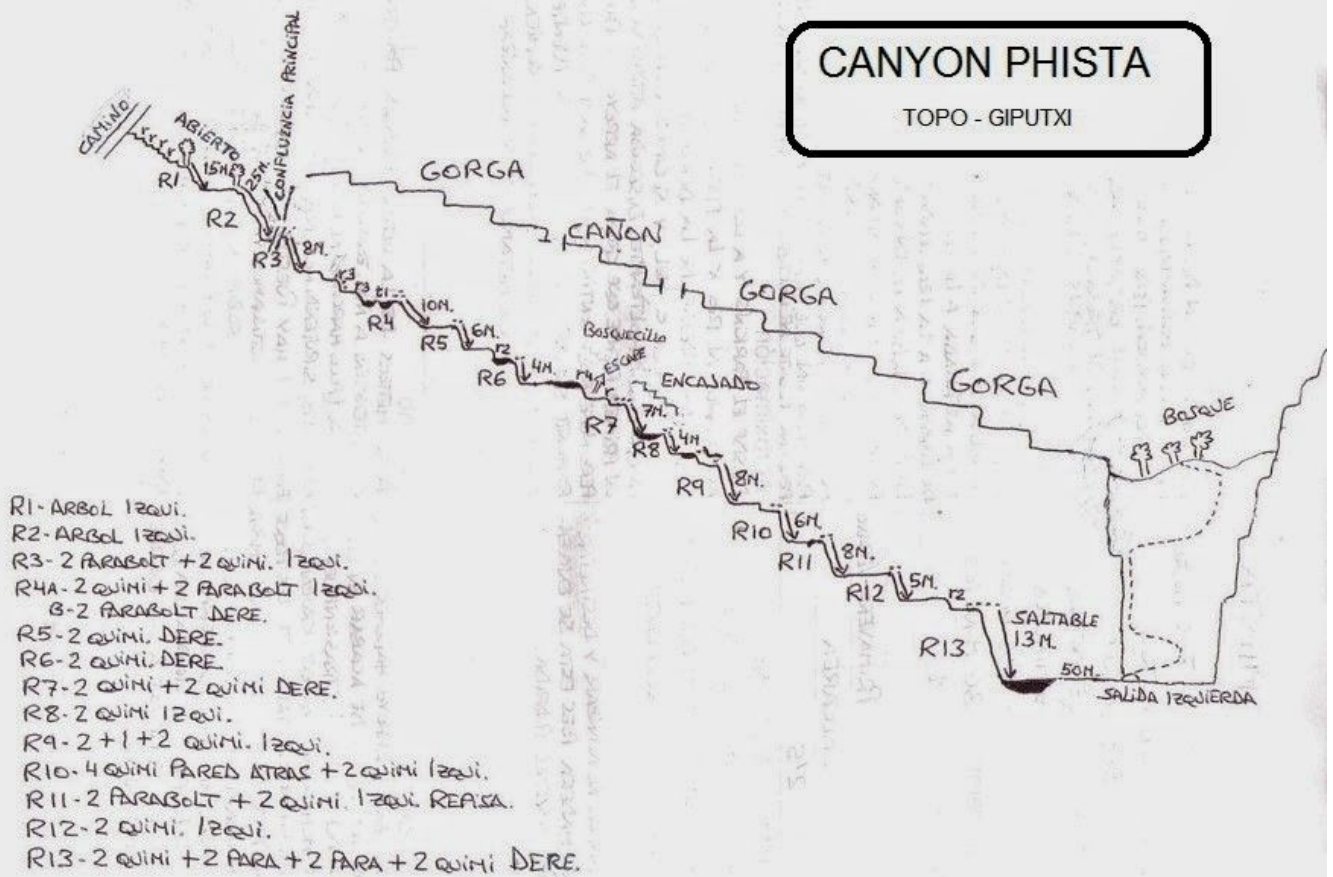 CANYON PHISTA
TOPO - GIPUTXI
CAMINO
ABIERTO
CONFLUENCIA PRINCIPAL
R1
15M.
25M.
R2
R3
8M.
GORGA
CAÑON
GORGA
GORGA
r3
r3
t1
R4
10M.
R5
6M.
r2
R6
4M.
BOSQUECILLO
r4
ESCAPE
r
ENCAJADO
R7
7M.
R8
4M.
R9
8M.
R10
6M.
R11
8M.
R12
5M.
r2
R13
SALTABLE
13M.
50M.
BOSQUE
SALIDA IZQUIERDA
R1-ARBOL IZQUI.
R2-ARBOL IZQUI.
R3-2 PARABOLT + 2 QUIMI. IZQUI.
R4A-2 QUIMI + 2 PARABOLT IZQUI.
B-2 PARABOLT DERE.
R5-2 QUIMI. DERE.
R6-2 QUIMI. DERE.
R7-2 QUIMI + 2 QUIMI DERE.
R8-2 QUIMI IZQUI.
R9-2+1+2 QUIMI. IZQUI.
R10-4 QUIMI PARED ATRAS + 2 QUIMI IZQUI.
R11-2 PARABOLT + 2 QUIMI. IZQUI. REPISA.
R12-2 QUIMI. IZQUI.
R13-2 QUIMI + 2 PARA + 2 PARA + 2 QUIMI DERE.